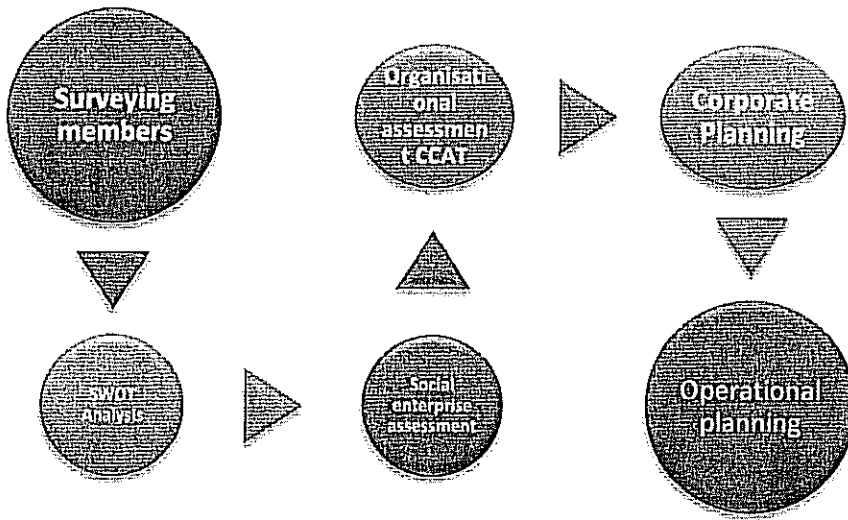 Surveying
members
SWOT
Analysis
Social
enterprise
assessment
Organisati
onal
assessmen
t CCAT
Corporate
Planning
Operational
planning